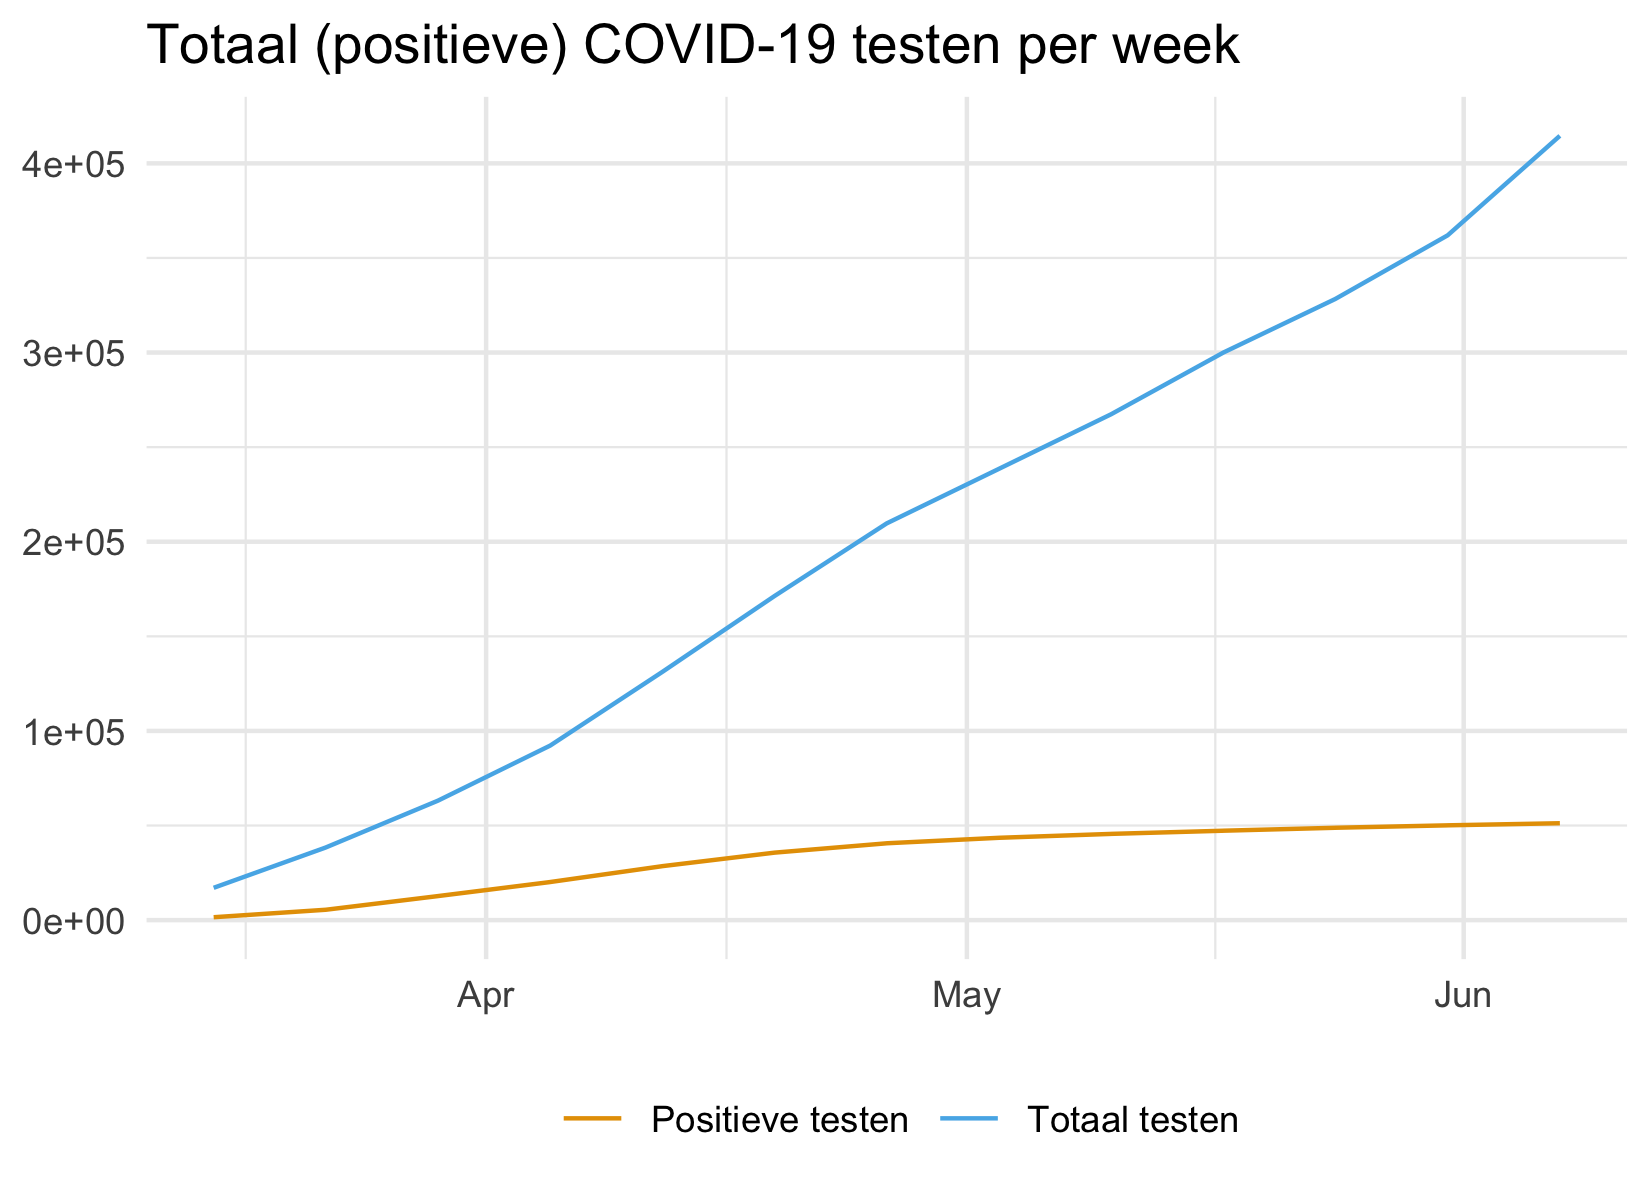 Totaal (positieve) COVID-19 testen per week
4e+05
3e+05
2e+05
1e+05
0e+00
Apr May Jun
Positieve testen Totaal testen